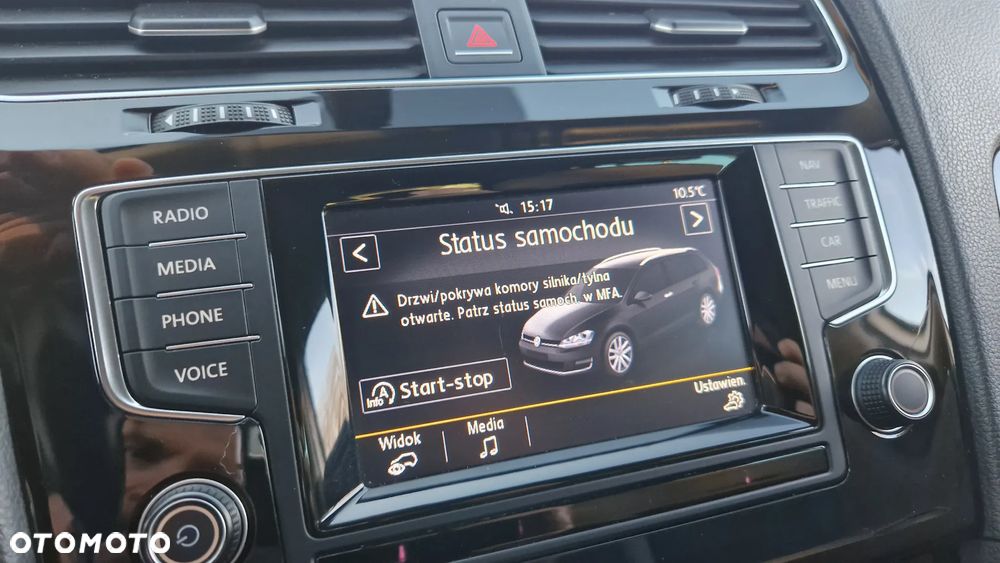 RADIO
MEDIA
PHONE
VOICE
15:17
10.5°C
Status samochodu
Drzwi/pokrywa komory silnika/tylna
otwarte. Patrz status samoch. w MFA.
A
Info
Start-stop
Widok
Media
Ustawien.
NAV
TRAFFIC
CAR
MENU
OTOMOTO